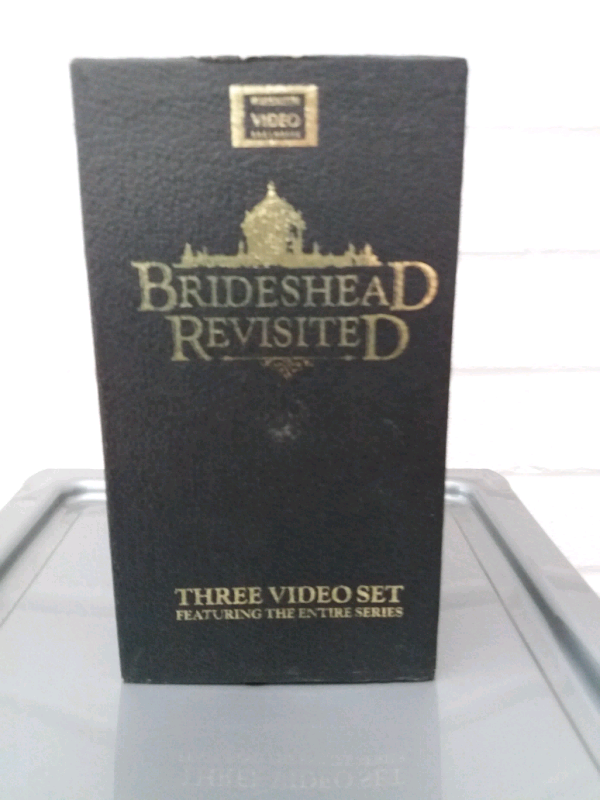 VIDEO
BRIDESHEAD
REVISITED
THREE VIDEO SET
FEATURING THE ENTIRE SERIES